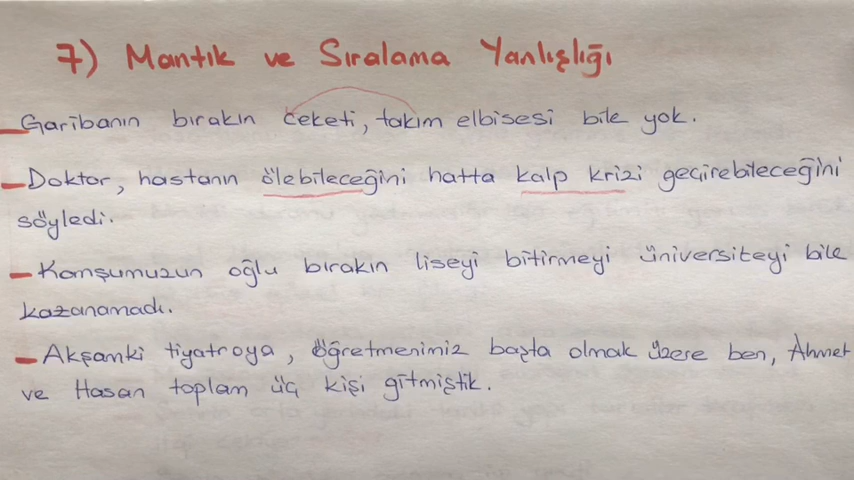 7) Mantık ve Sıralama Yanlışlığı
Garibanın bırakın ceketi, takım elbisesi bile yok.
Doktor, hastanın ölebileceğini hatta kalp krizi geçirebileceğini
söyledi.
Komşumuzun oğlu bırakın liseyi bitirmeyi üniversiteyi bile
kazanamadı.
Akşamki tiyatroya, öğretmenimiz başta olmak üzere ben, Ahmet
ve Hasan toplam üç kişi gitmiştik.